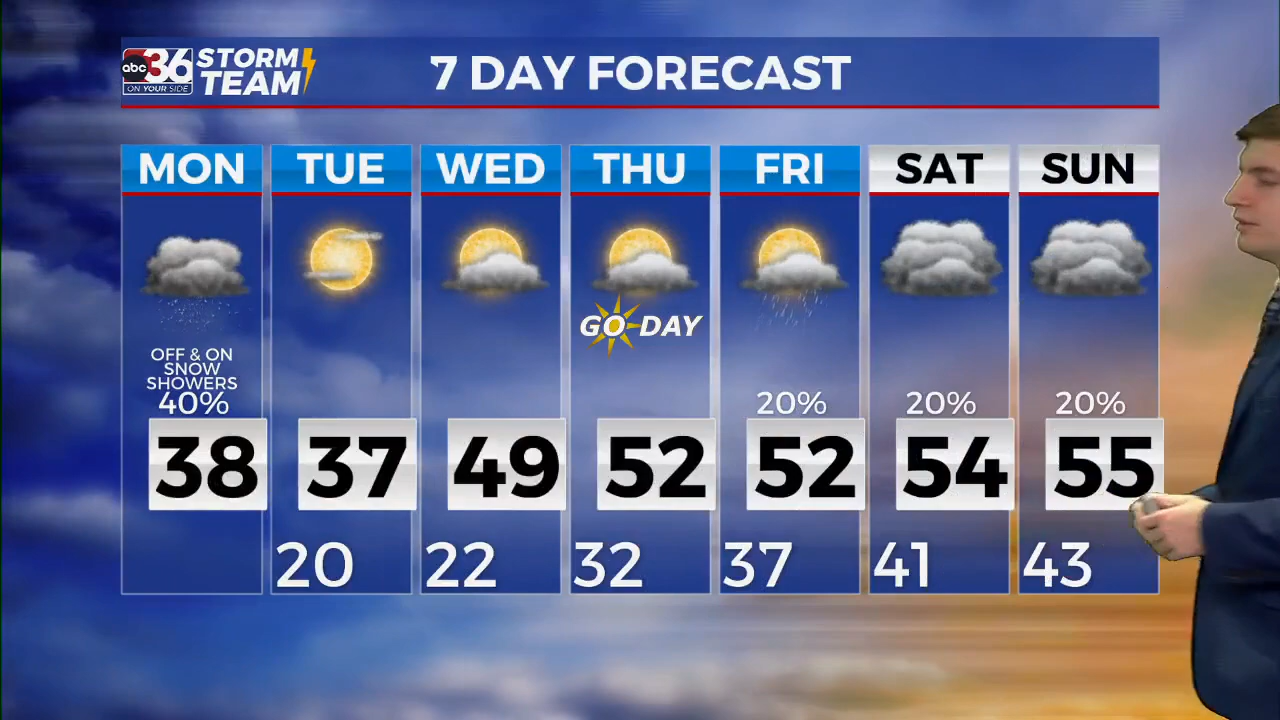 abc 36
ON YOUR SIDE
STORM
TEAM
7 DAY FORECAST
MON
TUE
WED
THU
FRI
SAT
SUN
GO DAY
OFF & ON
SNOW
SHOWERS
40%
20%
20%
20%
38
37
49
52
52
54
55
20
22
32
37
41
43